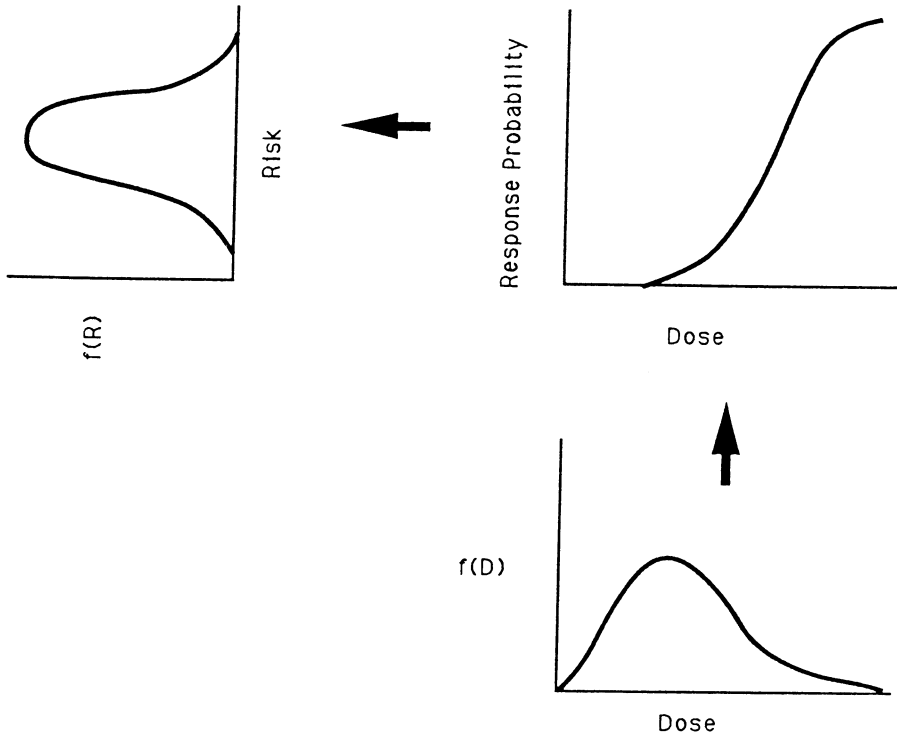 Risk
f(R)
Response Probability
Dose
f(D)
Dose